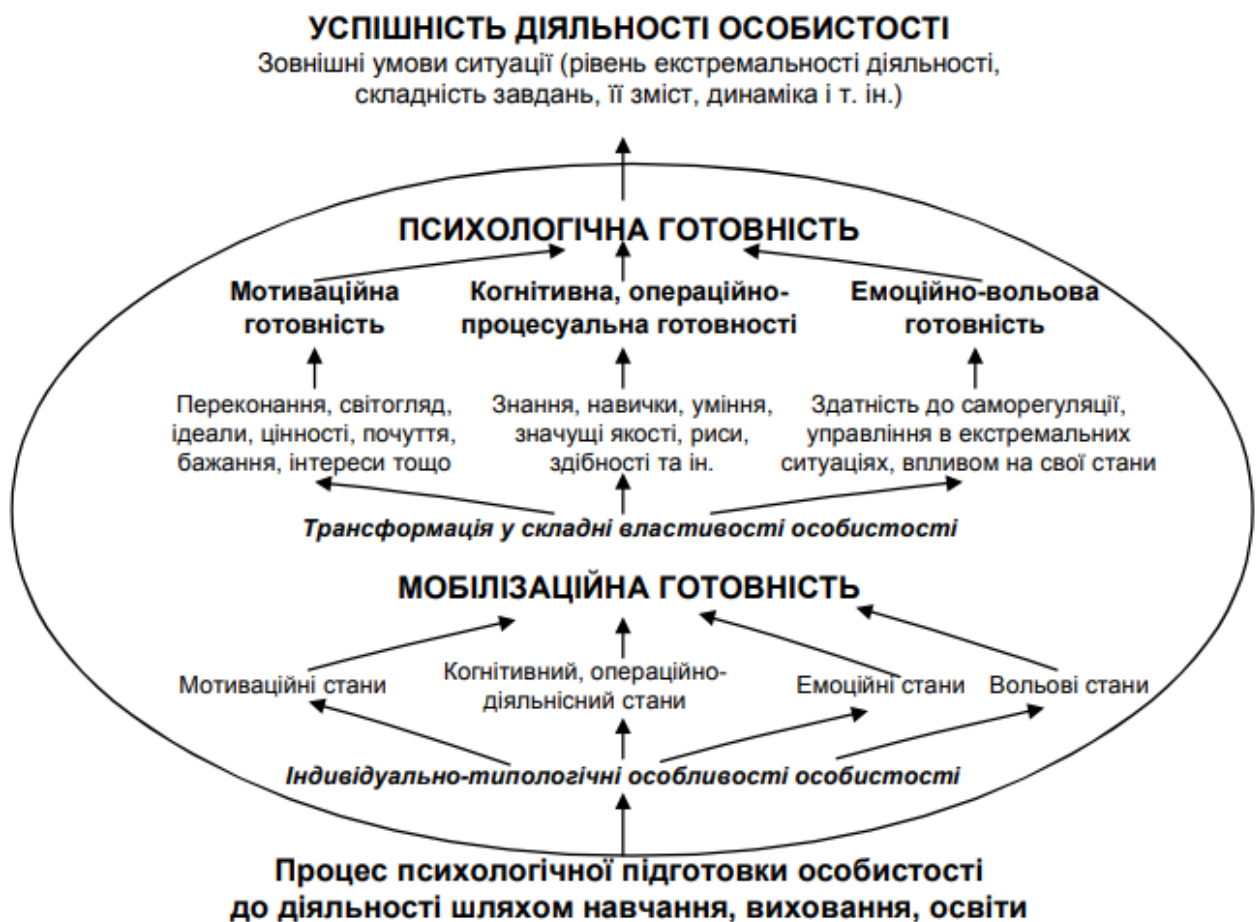 УСПІШНІСТЬ ДІЯЛЬНОСТІ ОСОБИСТОСТІ
Зовнішні умови ситуації (рівень екстремальності діяльності,
складність завдань, її зміст, динаміка і т. ін.)
ПСИХОЛОГІЧНА ГОТОВНІСТЬ
Мотиваційна
готовність
Когнітивна, операційно-
процесуальна готовності
Емоційно-вольова
готовність
Переконання, світогляд,
ідеали, цінності, почуття,
бажання, інтереси тощо
Знання, навички, уміння,
значущі якості, риси,
здібності та ін.
Здатність до саморегуляції,
управління в екстремальних
ситуаціях, впливом на свої стани
Трансформація у складні властивості особистості
МОБІЛІЗАЦІЙНА ГОТОВНІСТЬ
Мотиваційні стани
Когнітивний, операційно-
діяльнісний стани
Емоційні стани
Вольові стани
Індивідуально-типологічні особливості особистості
Процес психологічної підготовки особистості
до діяльності шляхом навчання, виховання, освіти